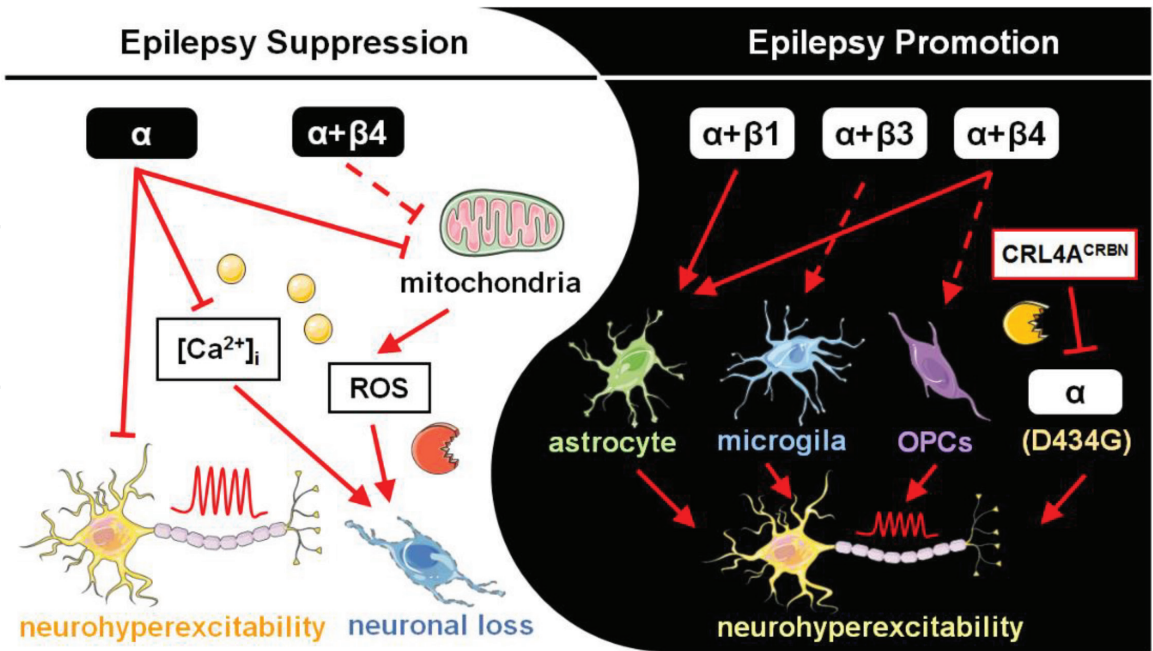 Epilepsy Suppression
Epilepsy Promotion
α
α+β4
α+β1
α+β3
α+β4
mitochondria
CRL4A^CRBN
[Ca²⁺]ᵢ
ROS
α
(D434G)
astrocyte
microgila
OPCs
neurohyperexcitability
neuronal loss
neurohyperexcitability